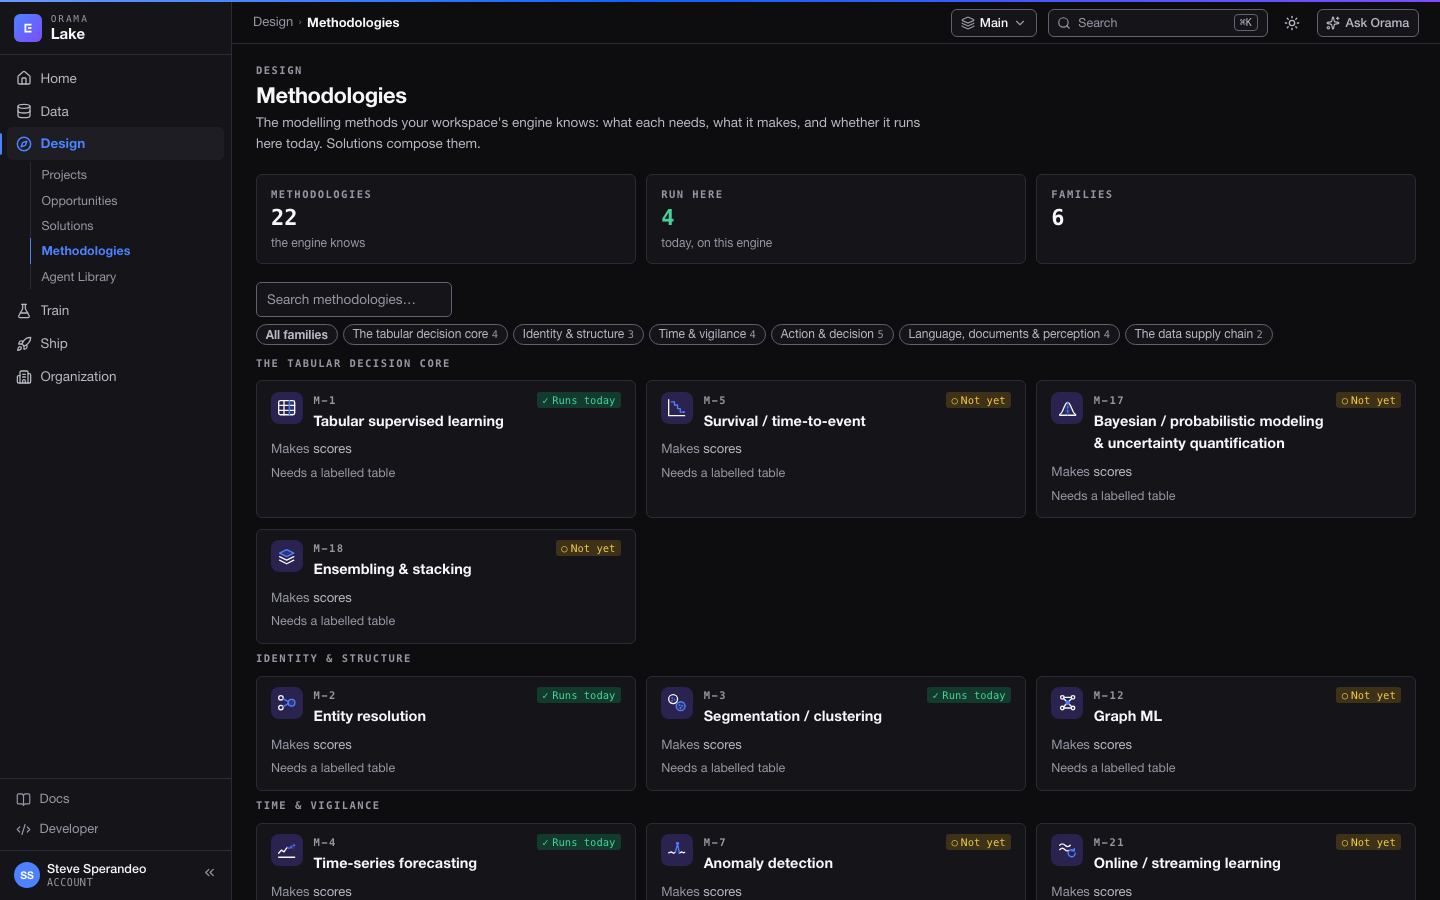 ORAMA
Lake
Home
Data
Design
Projects
Opportunities
Solutions
Methodologies
Agent Library
Train
Ship
Organization
Docs
Developer
SS
Steve Sperandeo
ACCOUNT
Design › Methodologies
Main
Search
⌘K
Ask Orama
DESIGN
Methodologies
The modelling methods your workspace's engine knows: what each needs, what it makes, and whether it runs
here today. Solutions compose them.
METHODOLOGIES
22
the engine knows
RUN HERE
4
today, on this engine
FAMILIES
6
Search methodologies…
All families
The tabular decision core 4
Identity & structure 3
Time & vigilance 4
Action & decision 5
Language, documents & perception 4
The data supply chain 2
THE TABULAR DECISION CORE
M-1
✓ Runs today
Tabular supervised learning
Makes scores
Needs a labelled table
M-5
○ Not yet
Survival / time-to-event
Makes scores
Needs a labelled table
M-17
○ Not yet
Bayesian / probabilistic modeling
& uncertainty quantification
Makes scores
Needs a labelled table
M-18
○ Not yet
Ensembling & stacking
Makes scores
Needs a labelled table
IDENTITY & STRUCTURE
M-2
✓ Runs today
Entity resolution
Makes scores
Needs a labelled table
M-3
✓ Runs today
Segmentation / clustering
Makes scores
Needs a labelled table
M-12
○ Not yet
Graph ML
Makes scores
Needs a labelled table
TIME & VIGILANCE
M-4
✓ Runs today
Time-series forecasting
Makes scores
M-7
○ Not yet
Anomaly detection
Makes scores
M-21
○ Not yet
Online / streaming learning
Makes scores